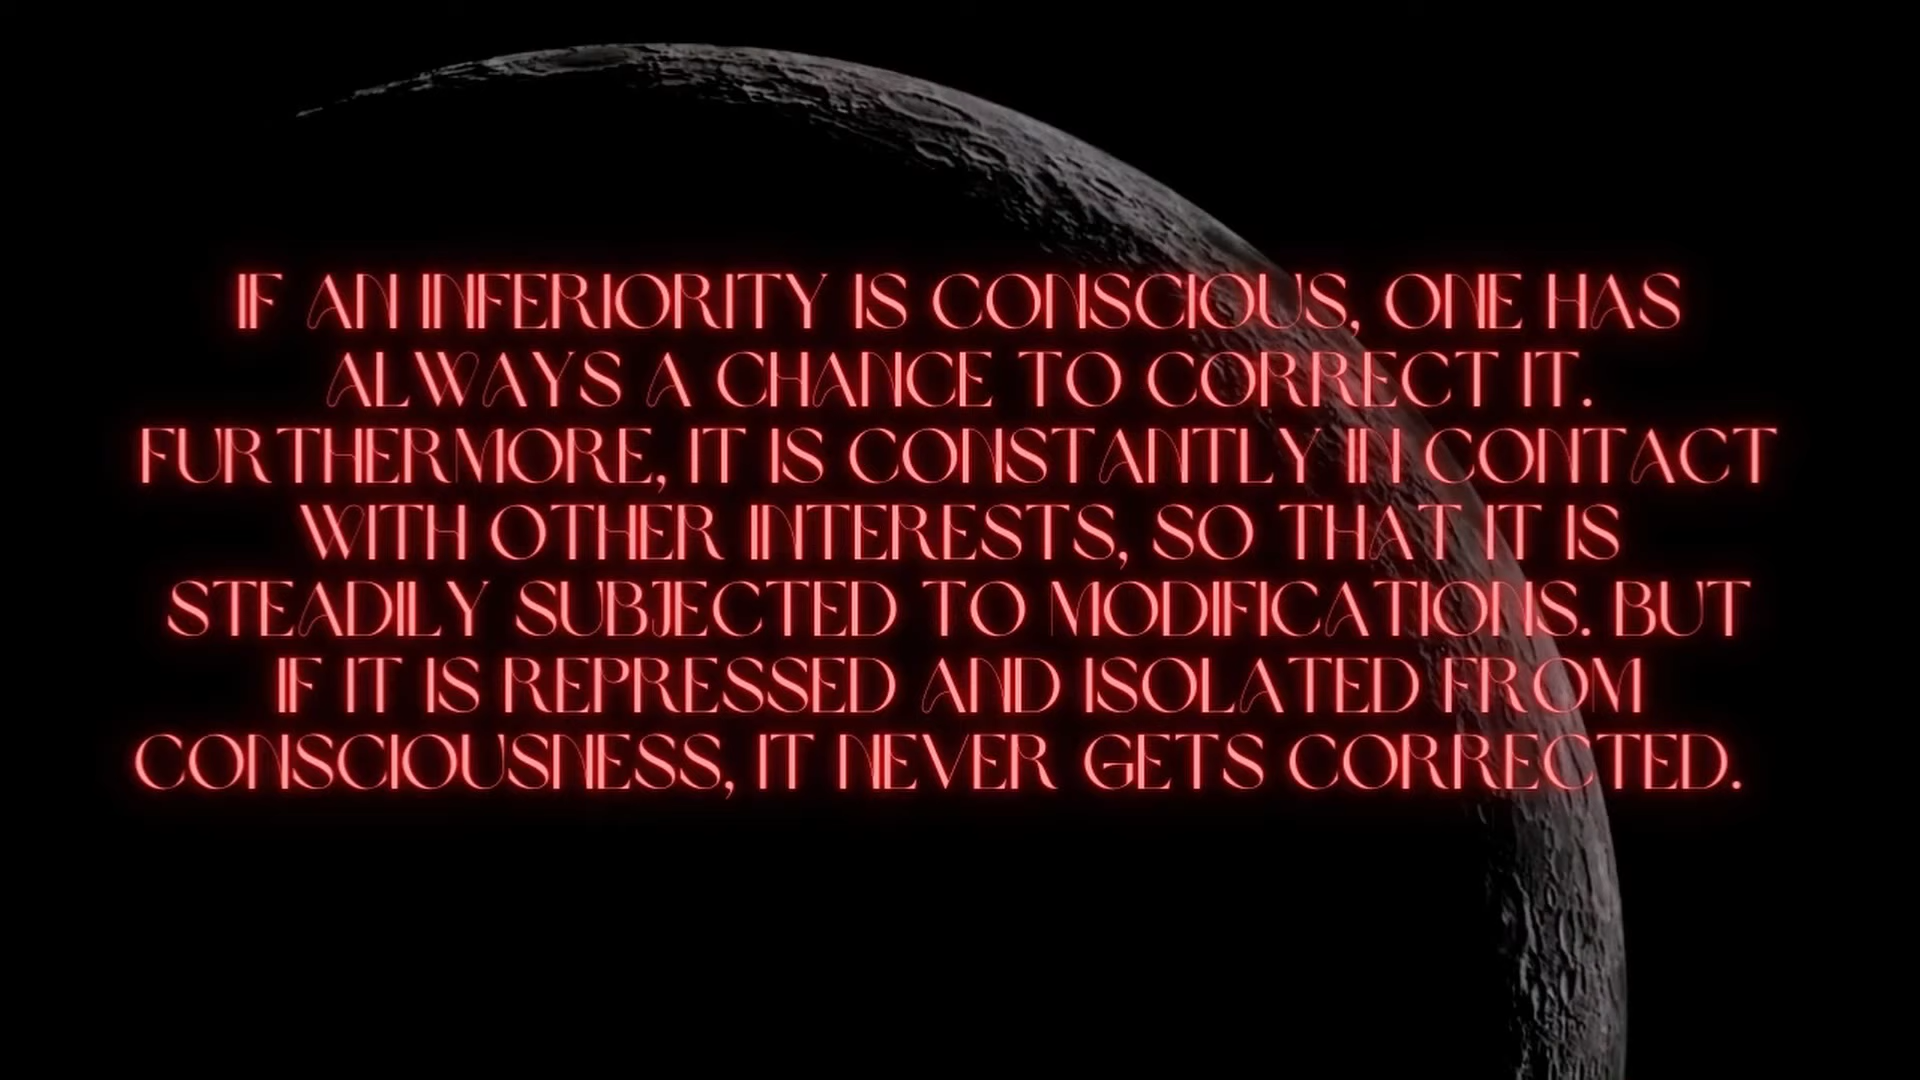 IF AN INFERIORITY IS CONSCIOUS, ONE HAS
ALWAYS A CHANCE TO CORRECT IT.
FURTHERMORE, IT IS CONSTANTLY IN CONTACT
WITH OTHER INTERESTS, SO THAT IT IS
STEADILY SUBJECTED TO MODIFICATIONS. BUT
IF IT IS REPRESSED AND ISOLATED FROM
CONSCIOUSNESS, IT NEVER GETS CORRECTED.